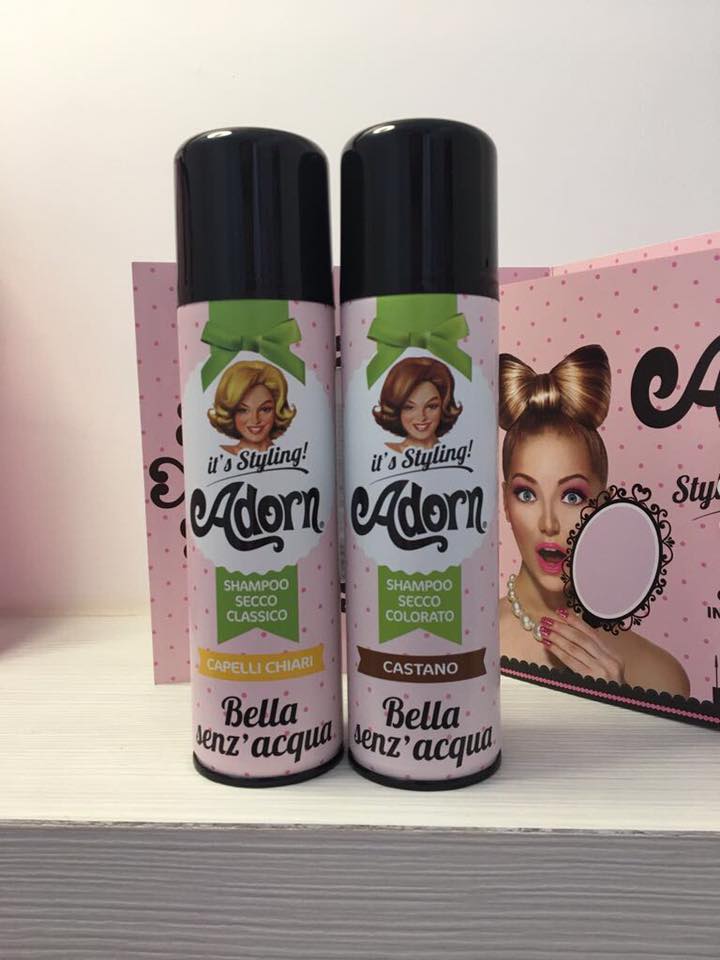 it's Styling!
Adorn®
SHAMPOO
SECCO
CLASSICO
CAPELLI CHIARI
Bella
senz'acqua
it's Styling!
Adorn®
SHAMPOO
SECCO
COLORATO
CASTANO
Bella
senz'acqua